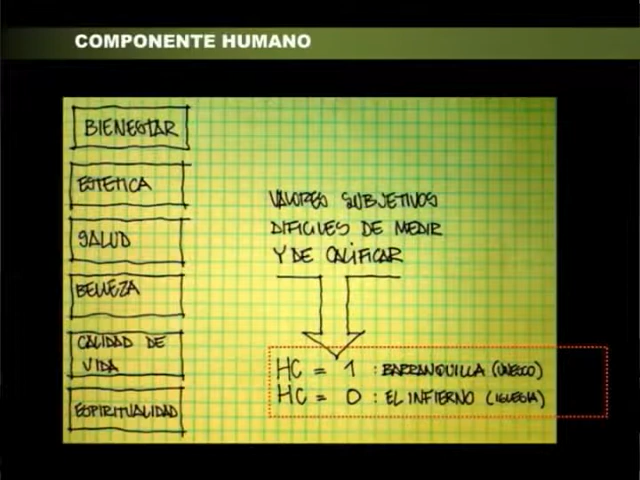 COMPONENTE HUMANO
BIENESTAR
ESTETICA
SALUD
BELLEZA
CALIDAD DE
VIDA
ESPIRITUALIDAD
VALORES SUBJETIVOS
DIFICILES DE MEDIR
Y DE CALIFICAR
HC = 1 : BARRANQUILLA (UNESCO)
HC = 0 : EL INFIERNO (IGLESIA)